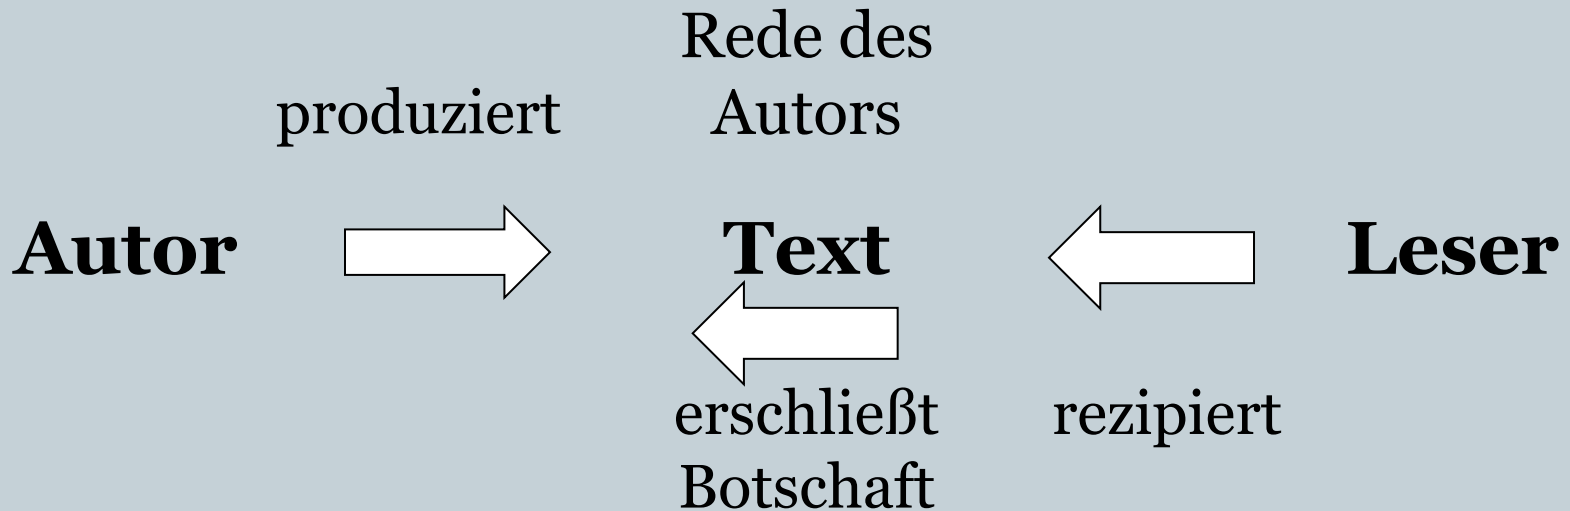 Rede des
Autors
produziert
Autor
Text
Leser
erschließt
Botschaft
rezipiert